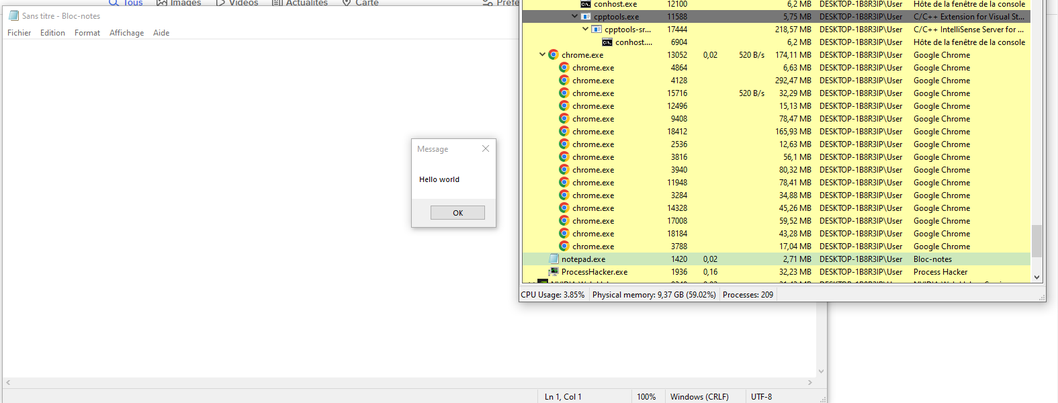 Tous Images Vidéos Actualités Carte Préfé
Sans titre - Bloc-notes
Fichier Edition Format Affichage Aide
Message
Hello world
OK
Ln 1, Col 1 100% Windows (CRLF) UTF-8
conhost.exe 12100 6,2 MB DESKTOP-1B8R3IP\User Hôte de la fenêtre de la console
cpptools.exe 11588 5,75 MB DESKTOP-1B8R3IP\User C/C++ Extension for Visual St...
cpptools-sr... 17444 218,57 MB DESKTOP-1B8R3IP\User C/C++ IntelliSense Server for ...
conhost.... 6904 6,2 MB DESKTOP-1B8R3IP\User Hôte de la fenêtre de la console
chrome.exe 13052 0,02 520 B/s 174,11 MB DESKTOP-1B8R3IP\User Google Chrome
chrome.exe 4864 6,63 MB DESKTOP-1B8R3IP\User Google Chrome
chrome.exe 4128 292,47 MB DESKTOP-1B8R3IP\User Google Chrome
chrome.exe 15716 520 B/s 32,29 MB DESKTOP-1B8R3IP\User Google Chrome
chrome.exe 12496 15,13 MB DESKTOP-1B8R3IP\User Google Chrome
chrome.exe 9408 78,47 MB DESKTOP-1B8R3IP\User Google Chrome
chrome.exe 18412 165,93 MB DESKTOP-1B8R3IP\User Google Chrome
chrome.exe 2536 12,63 MB DESKTOP-1B8R3IP\User Google Chrome
chrome.exe 3816 56,1 MB DESKTOP-1B8R3IP\User Google Chrome
chrome.exe 3940 80,32 MB DESKTOP-1B8R3IP\User Google Chrome
chrome.exe 11948 78,41 MB DESKTOP-1B8R3IP\User Google Chrome
chrome.exe 3284 34,88 MB DESKTOP-1B8R3IP\User Google Chrome
chrome.exe 14328 45,26 MB DESKTOP-1B8R3IP\User Google Chrome
chrome.exe 17008 59,52 MB DESKTOP-1B8R3IP\User Google Chrome
chrome.exe 18184 43,28 MB DESKTOP-1B8R3IP\User Google Chrome
chrome.exe 3788 17,04 MB DESKTOP-1B8R3IP\User Google Chrome
notepad.exe 1420 0,02 2,71 MB DESKTOP-1B8R3IP\User Bloc-notes
ProcessHacker.exe 1936 0,16 32,23 MB DESKTOP-1B8R3IP\User Process Hacker
CPU Usage: 3.85% Physical memory: 9,37 GB (59.02%) Processes: 209